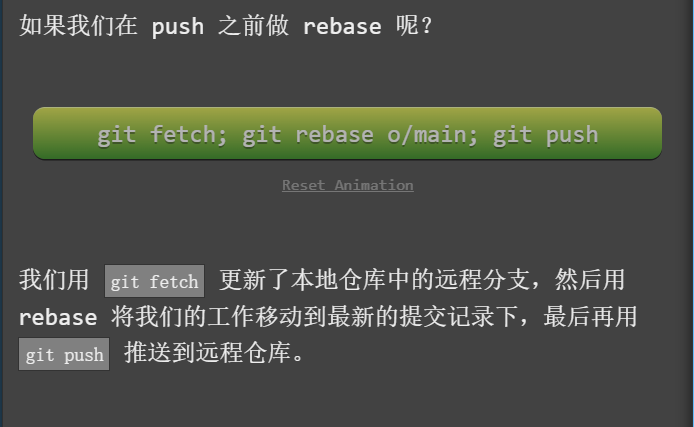 如果我们在 push 之前做 rebase 呢？
git fetch; git rebase o/main; git push
Reset Animation
我们用 git fetch 更新了本地仓库中的远程分支，然后用
rebase 将我们的工作移动到最新的提交记录下，最后再用
git push 推送到远程仓库。